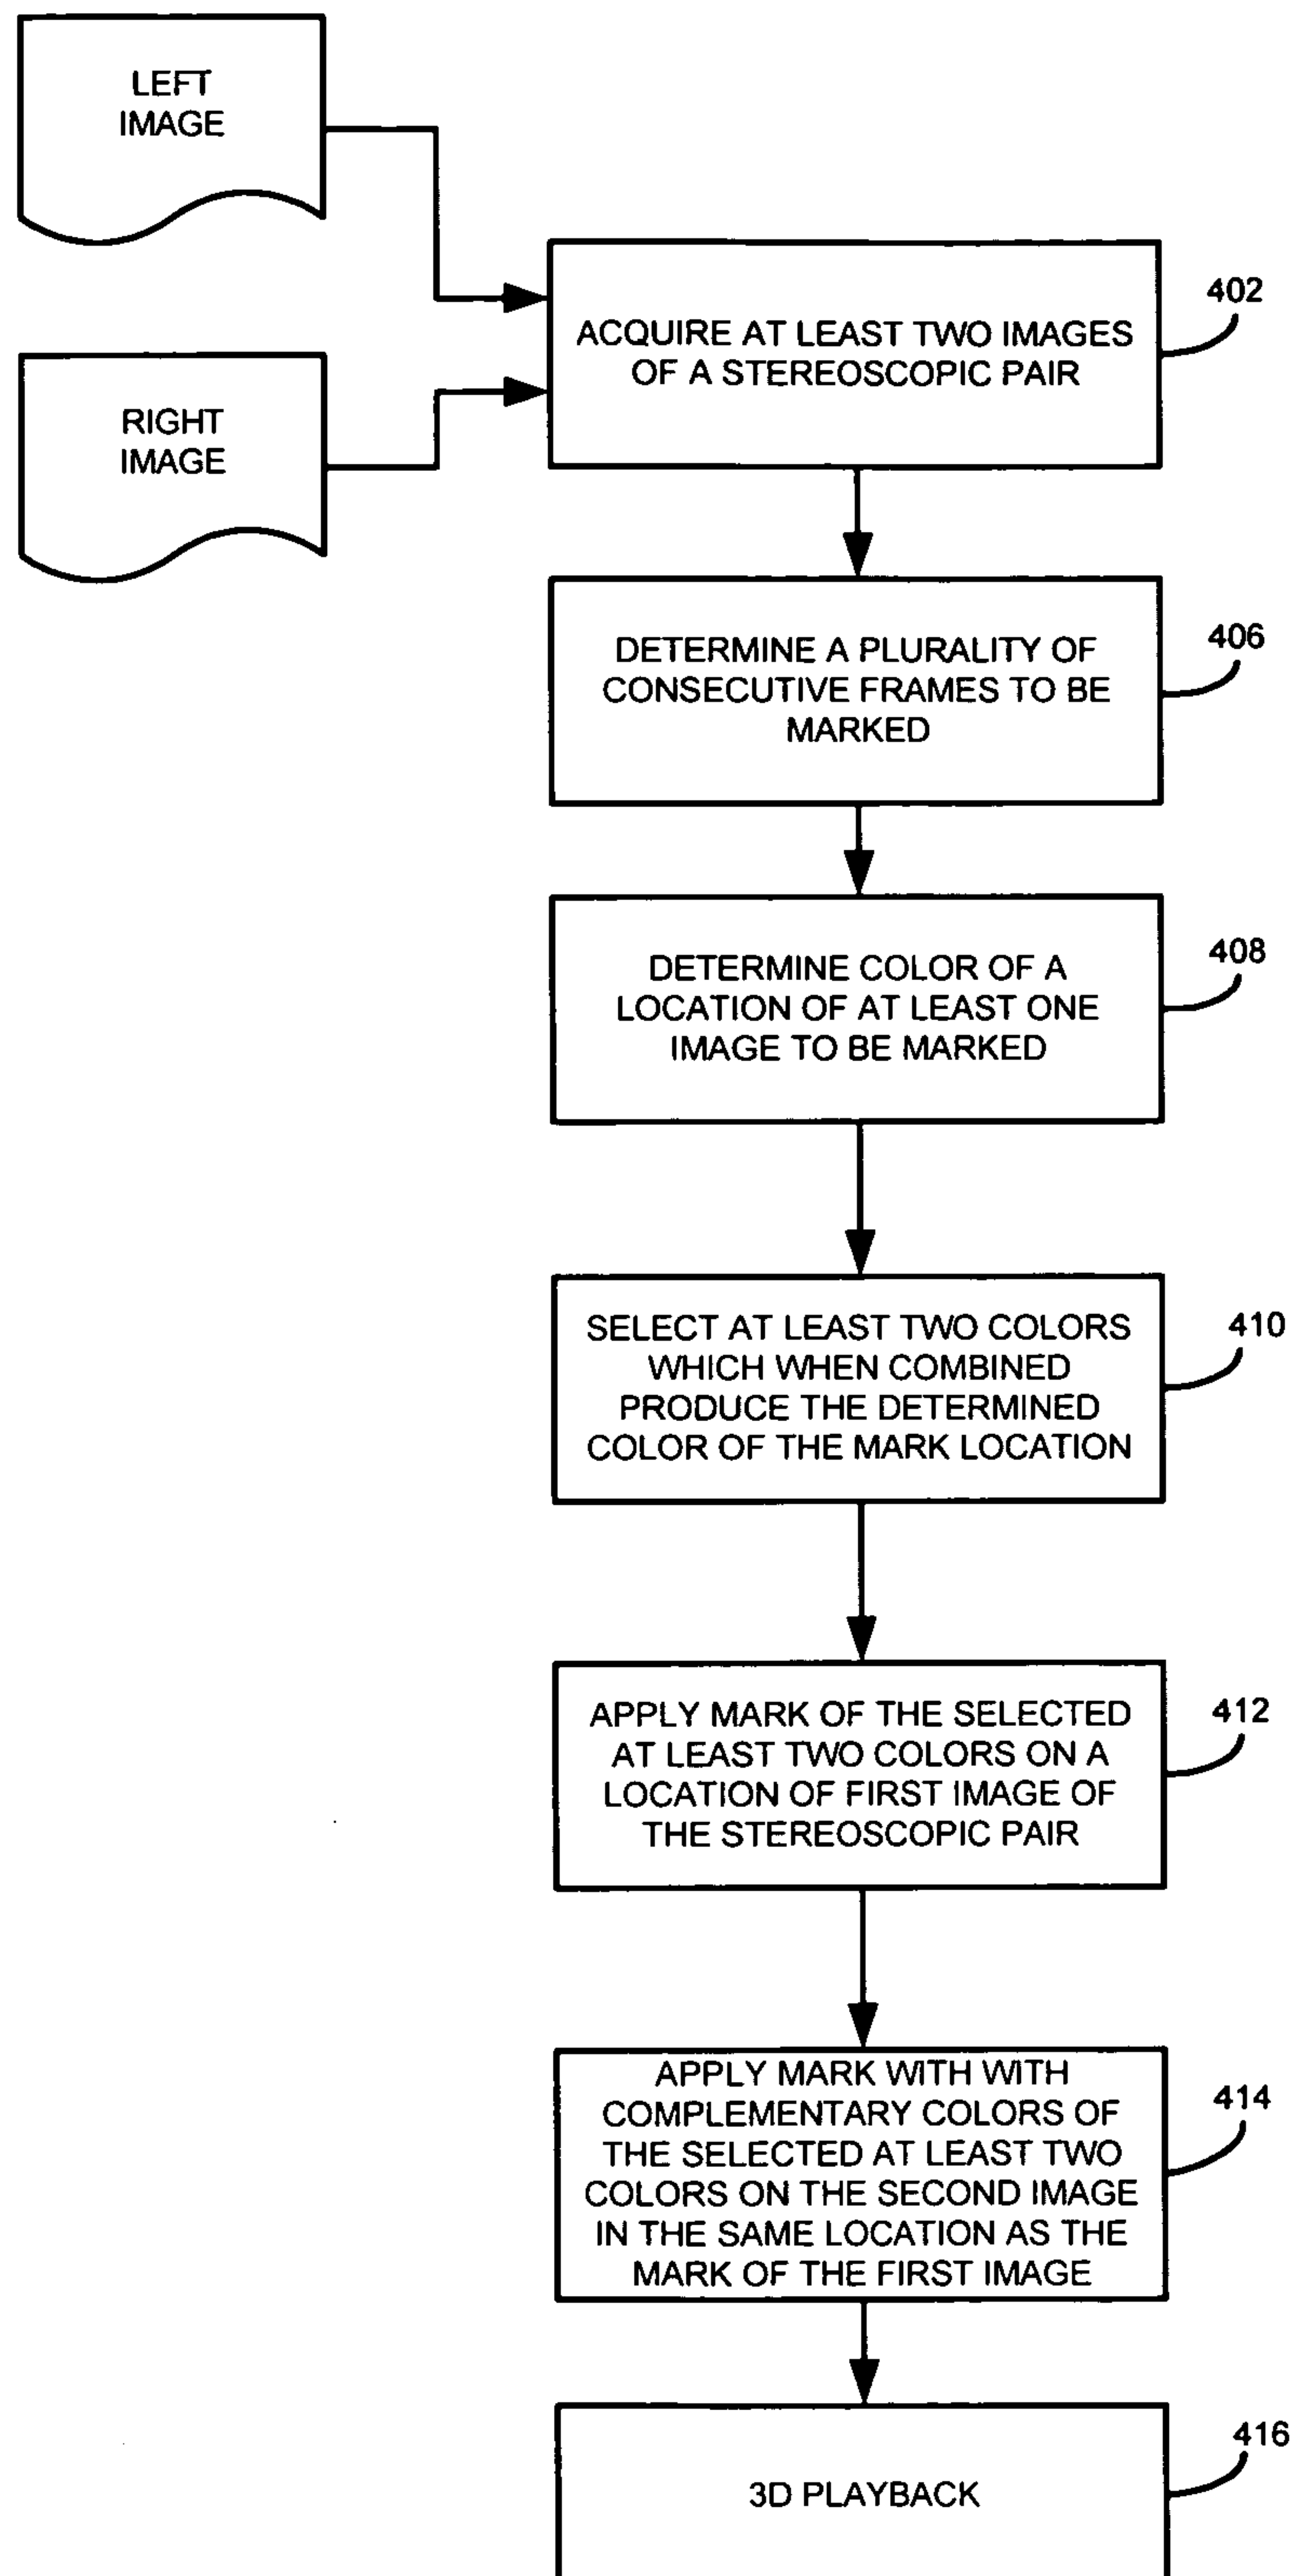 LEFT
IMAGE
RIGHT
IMAGE
ACQUIRE AT LEAST TWO IMAGES
OF A STEREOSCOPIC PAIR
402
DETERMINE A PLURALITY OF
CONSECUTIVE FRAMES TO BE
MARKED
406
DETERMINE COLOR OF A
LOCATION OF AT LEAST ONE
IMAGE TO BE MARKED
408
SELECT AT LEAST TWO COLORS
WHICH WHEN COMBINED
PRODUCE THE DETERMINED
COLOR OF THE MARK LOCATION
410
APPLY MARK OF THE SELECTED
AT LEAST TWO COLORS ON A
LOCATION OF FIRST IMAGE OF
THE STEREOSCOPIC PAIR
412
APPLY MARK WITH WITH
COMPLEMENTARY COLORS OF
THE SELECTED AT LEAST TWO
COLORS ON THE SECOND IMAGE
IN THE SAME LOCATION AS THE
MARK OF THE FIRST IMAGE
414
3D PLAYBACK
416